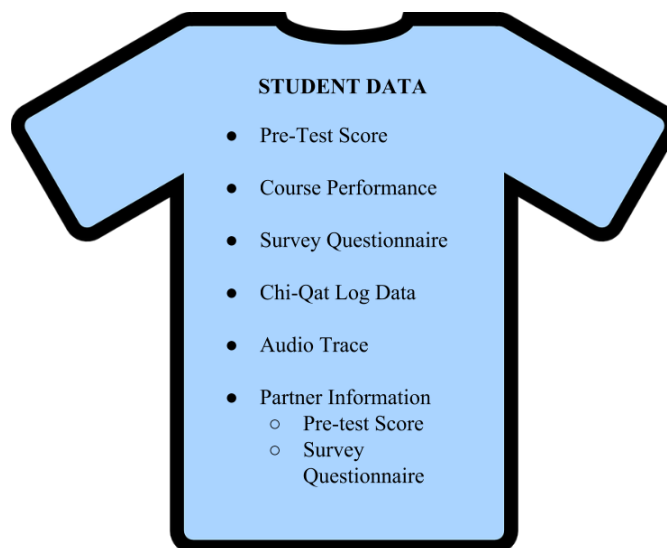 STUDENT DATA
● Pre-Test Score
● Course Performance
● Survey Questionnaire
● Chi-Qat Log Data
● Audio Trace
● Partner Information
○ Pre-test Score
○ Survey
Questionnaire